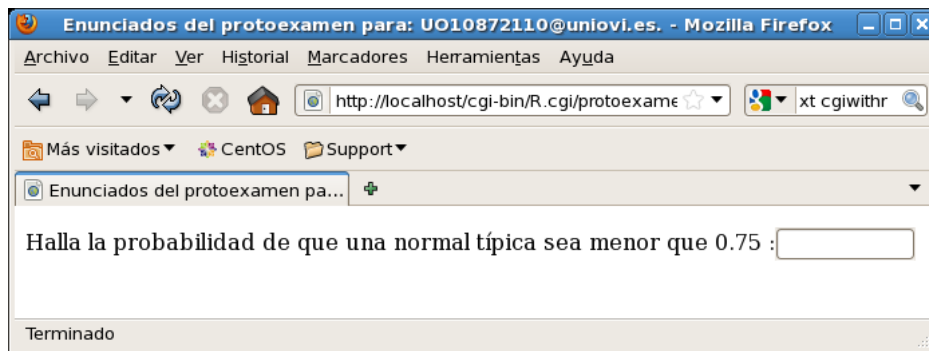 Enunciados del protoexamen para: UO10872110@uniovi.es. - Mozilla Firefox
Archivo Editar Ver Historial Marcadores Herramientas Ayuda
http://localhost/cgi-bin/R.cgi/protoexame xt cgiwithr
Más visitados CentOS Support
Enunciados del protoexamen pa...
Halla la probabilidad de que una normal típica sea menor que 0.75 :
Terminado